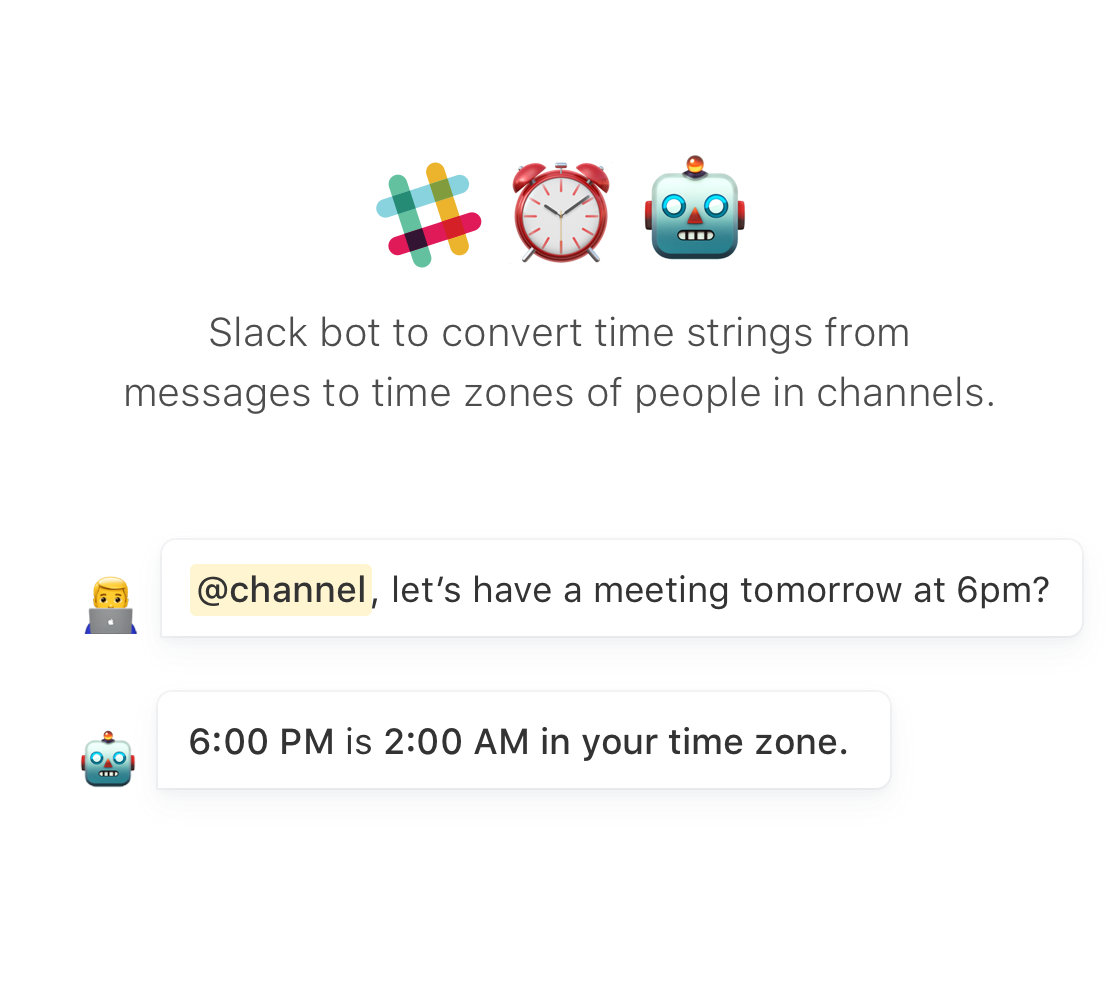 Slack bot to convert time strings from
messages to time zones of people in channels.
@channel, let’s have a meeting tomorrow at 6pm?
6:00 PM is 2:00 AM in your time zone.